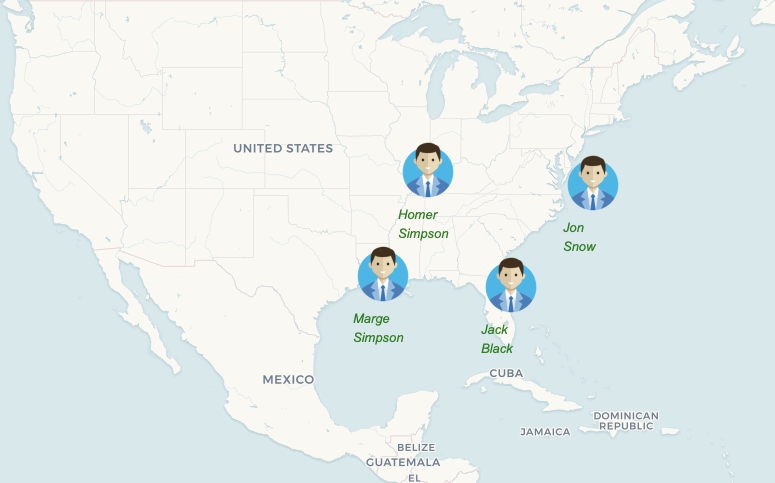 UNITED STATES
Homer
Simpson
Jon
Snow
Marge
Simpson
Jack
Black
MEXICO
CUBA
DOMINICAN
REPUBLIC
JAMAICA
BELIZE
GUATEMALA
EL